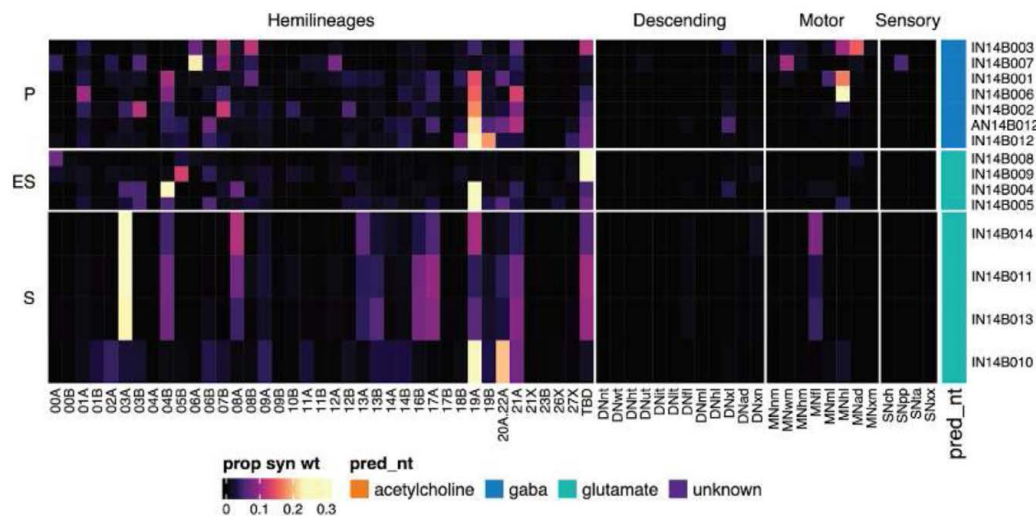 Hemilineages Descending Motor Sensory
P
ES
S
IN14B003
IN14B007
IN14B001
IN14B006
IN14B002
AN14B012
IN14B012
IN14B008
IN14B009
IN14B004
IN14B005
IN14B014
IN14B011
IN14B013
IN14B010
00A 00B 01A 01B 02A 03A 03B 04A 04B 05B 06A 06B 07B 08A 08B 09A 09B 10B 11A 11B 12A 12B 13A 13B 14A 14B 16B 17A 17B 18B 19A 19B 20A.22A 21A 21X 23B 26X 27X TBD
DNnt DNwt DNht DNut DNit DNlt DNfl DNml DNhl DNxl DNad DNxn
MNnm MNwm MNhm MNfl MNml MNhl MNad MNxm
SNch SNpp SNta SNxx
pred_nt
prop syn wt
0 0.1 0.2 0.3
pred_nt
acetylcholine gaba glutamate unknown